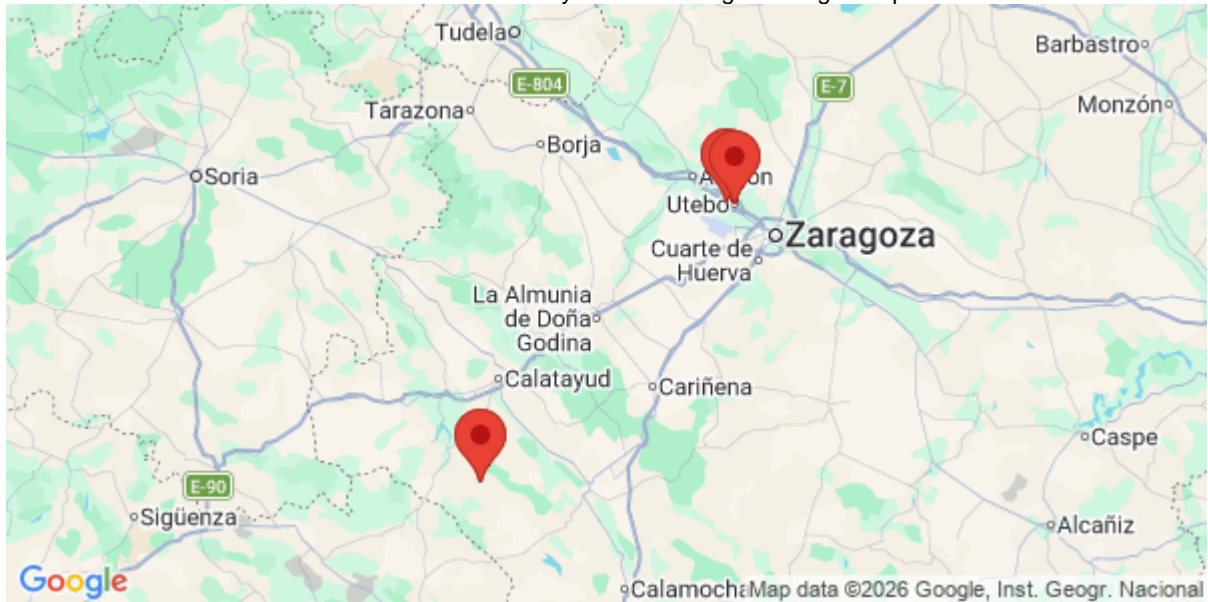 Tudela
Barbastro
E-804
E-7
Tarazona
Monzón
Borja
Soria
Utebo
Zaragoza
Cuarte de
Huerva
La Almunia
de Doña
Godina
Calatayud
Cariñena
Caspe
E-90
Sigüenza
Alcañiz
Google
Map data ©2026 Google, Inst. Geogr. Nacional